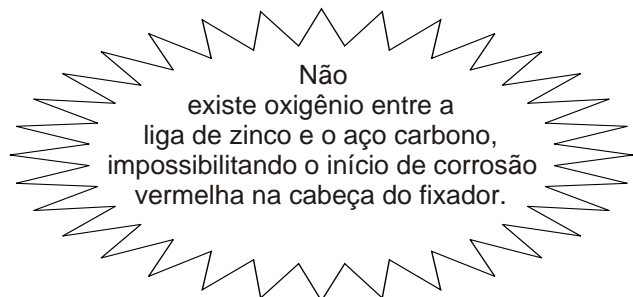 Não
existe oxigênio entre a
liga de zinco e o aço carbono,
impossibilitando o início de corrosão
vermelha na cabeça do fixador.